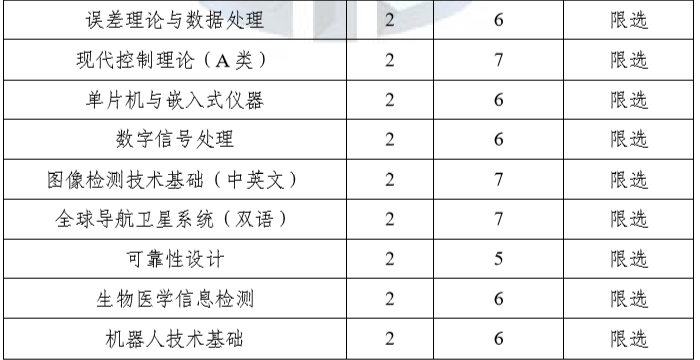 误差理论与数据处理 2 6 限选
现代控制理论（A 类） 2 7 限选
单片机与嵌入式仪器 2 6 限选
数字信号处理 2 6 限选
图像检测技术基础（中英文） 2 7 限选
全球导航卫星系统（双语） 2 7 限选
可靠性设计 2 5 限选
生物医学信息检测 2 6 限选
机器人技术基础 2 6 限选